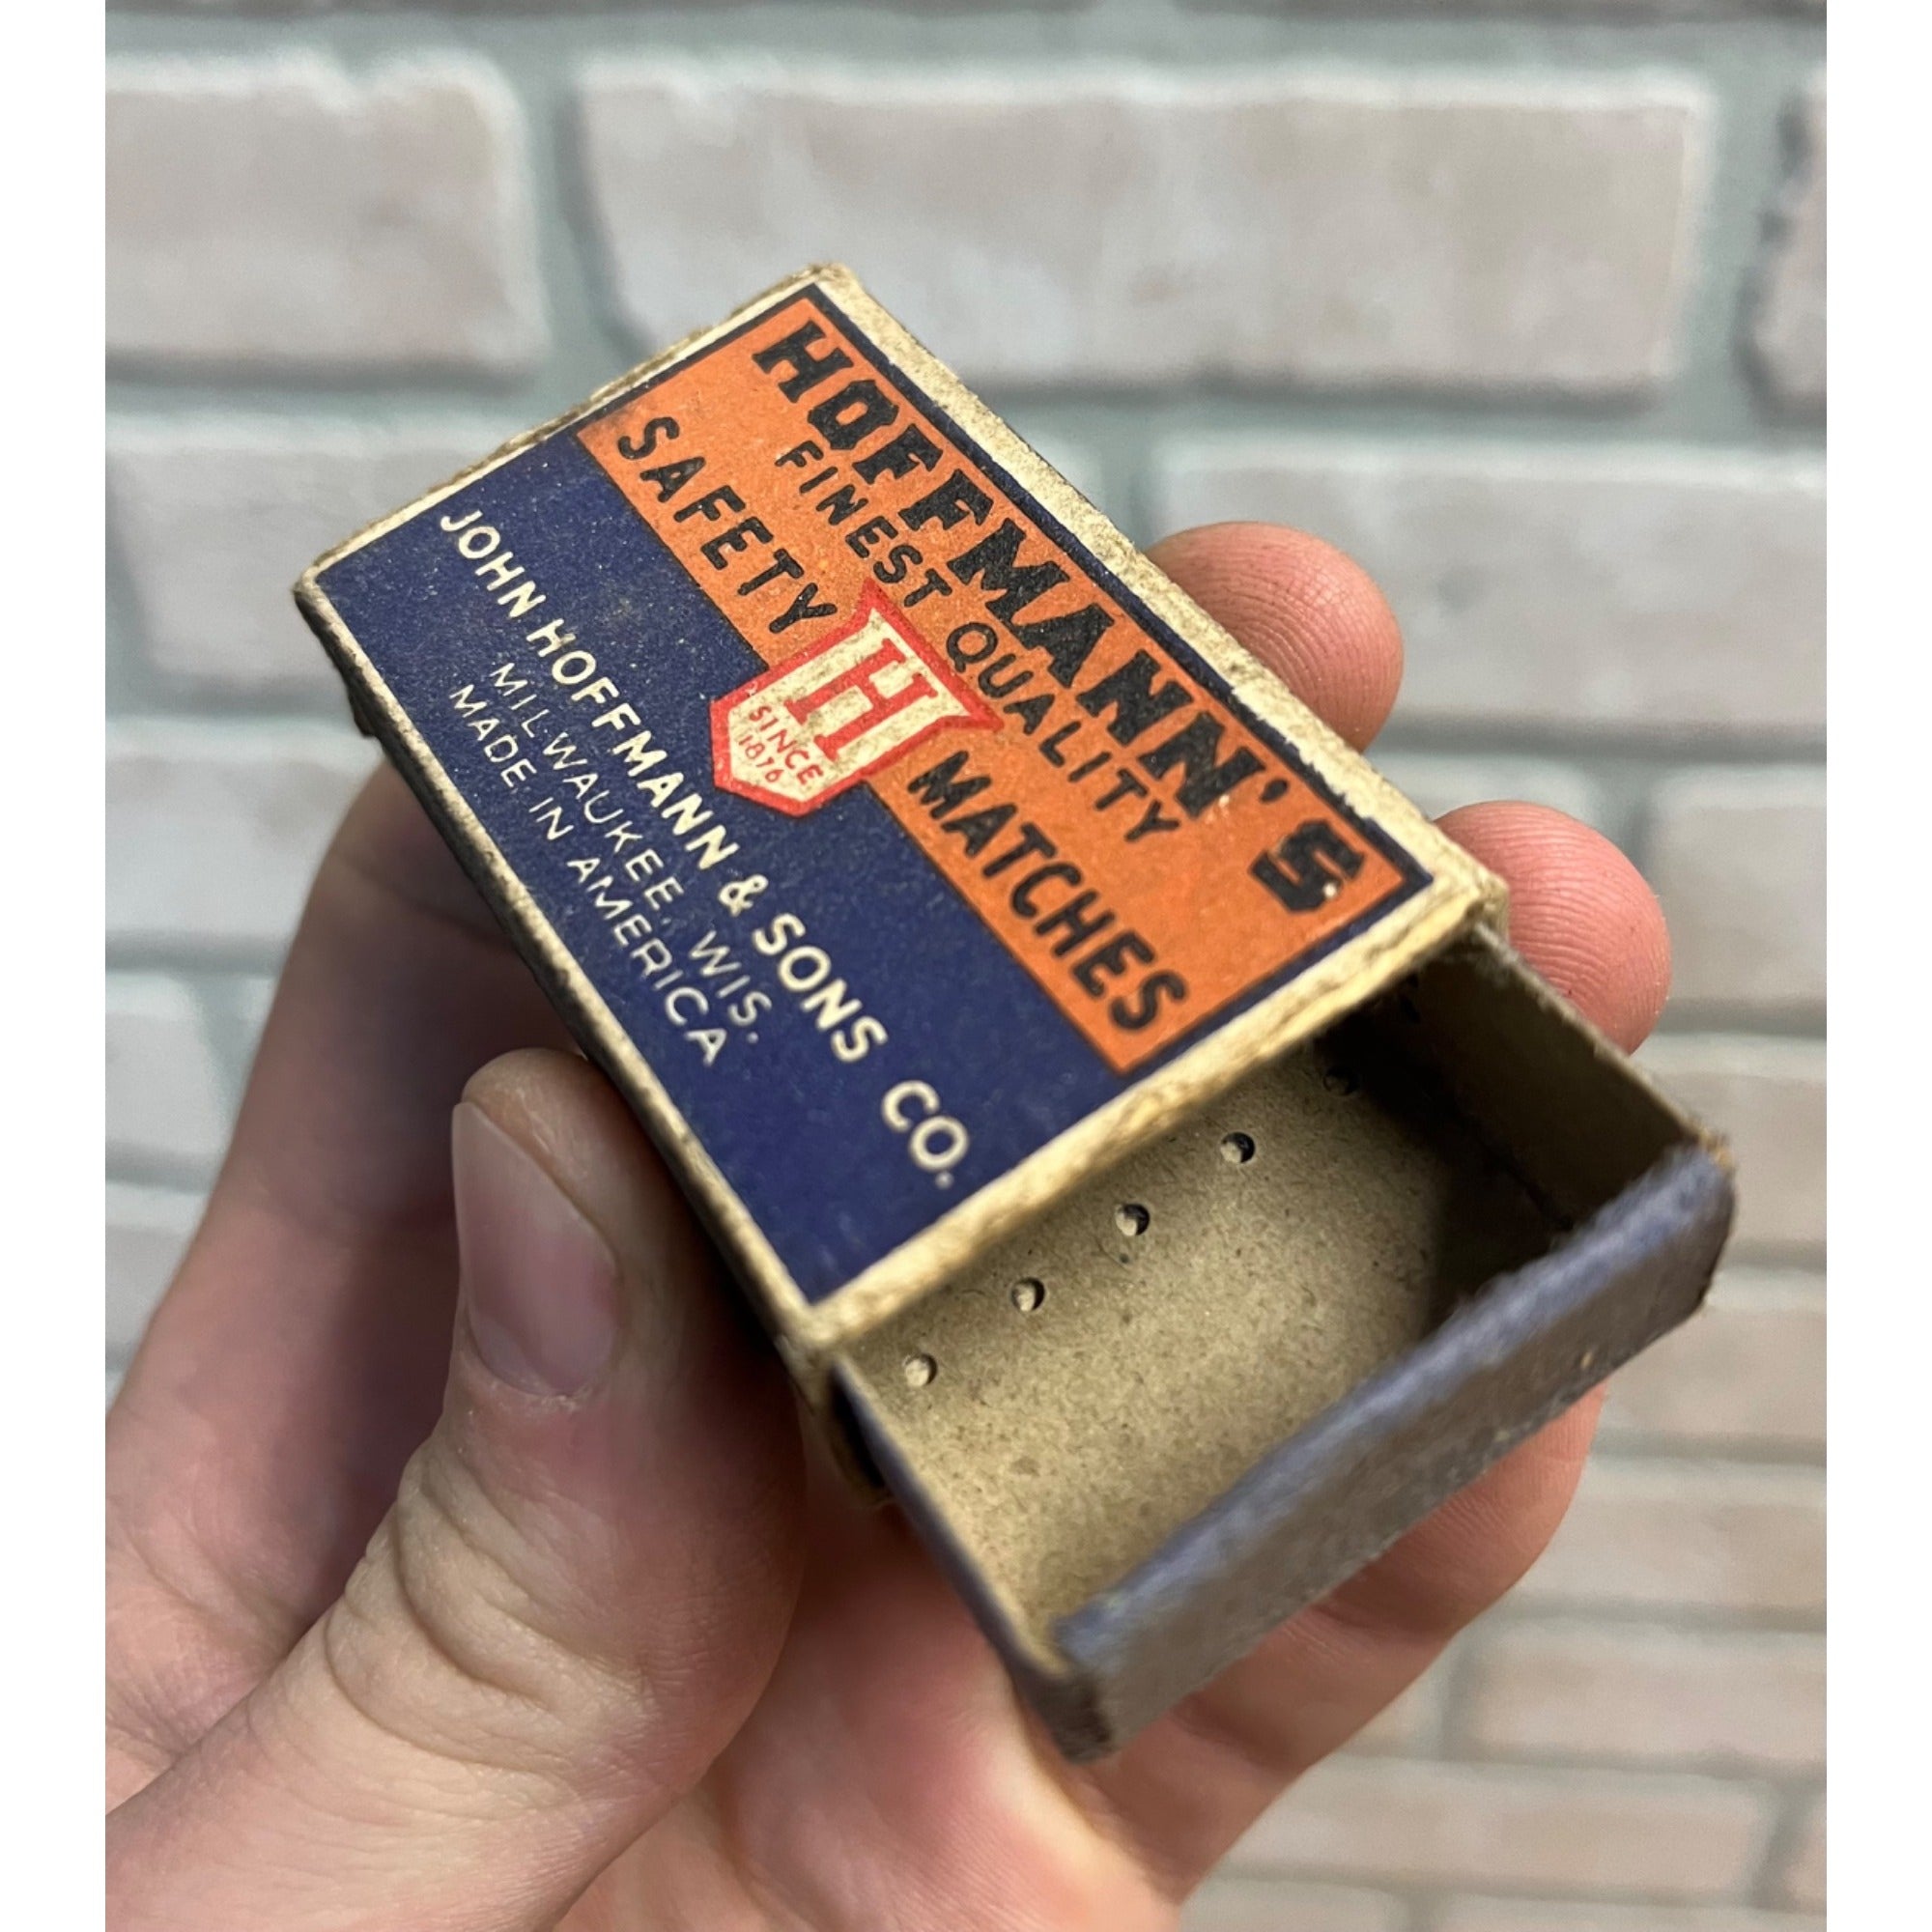 HOFFMANN'S
FINEST QUALITY
SAFETY MATCHES
H
SINCE
1876
JOHN HOFFMANN & SONS CO.
MILWAUKEE, WIS.
MADE IN AMERICA